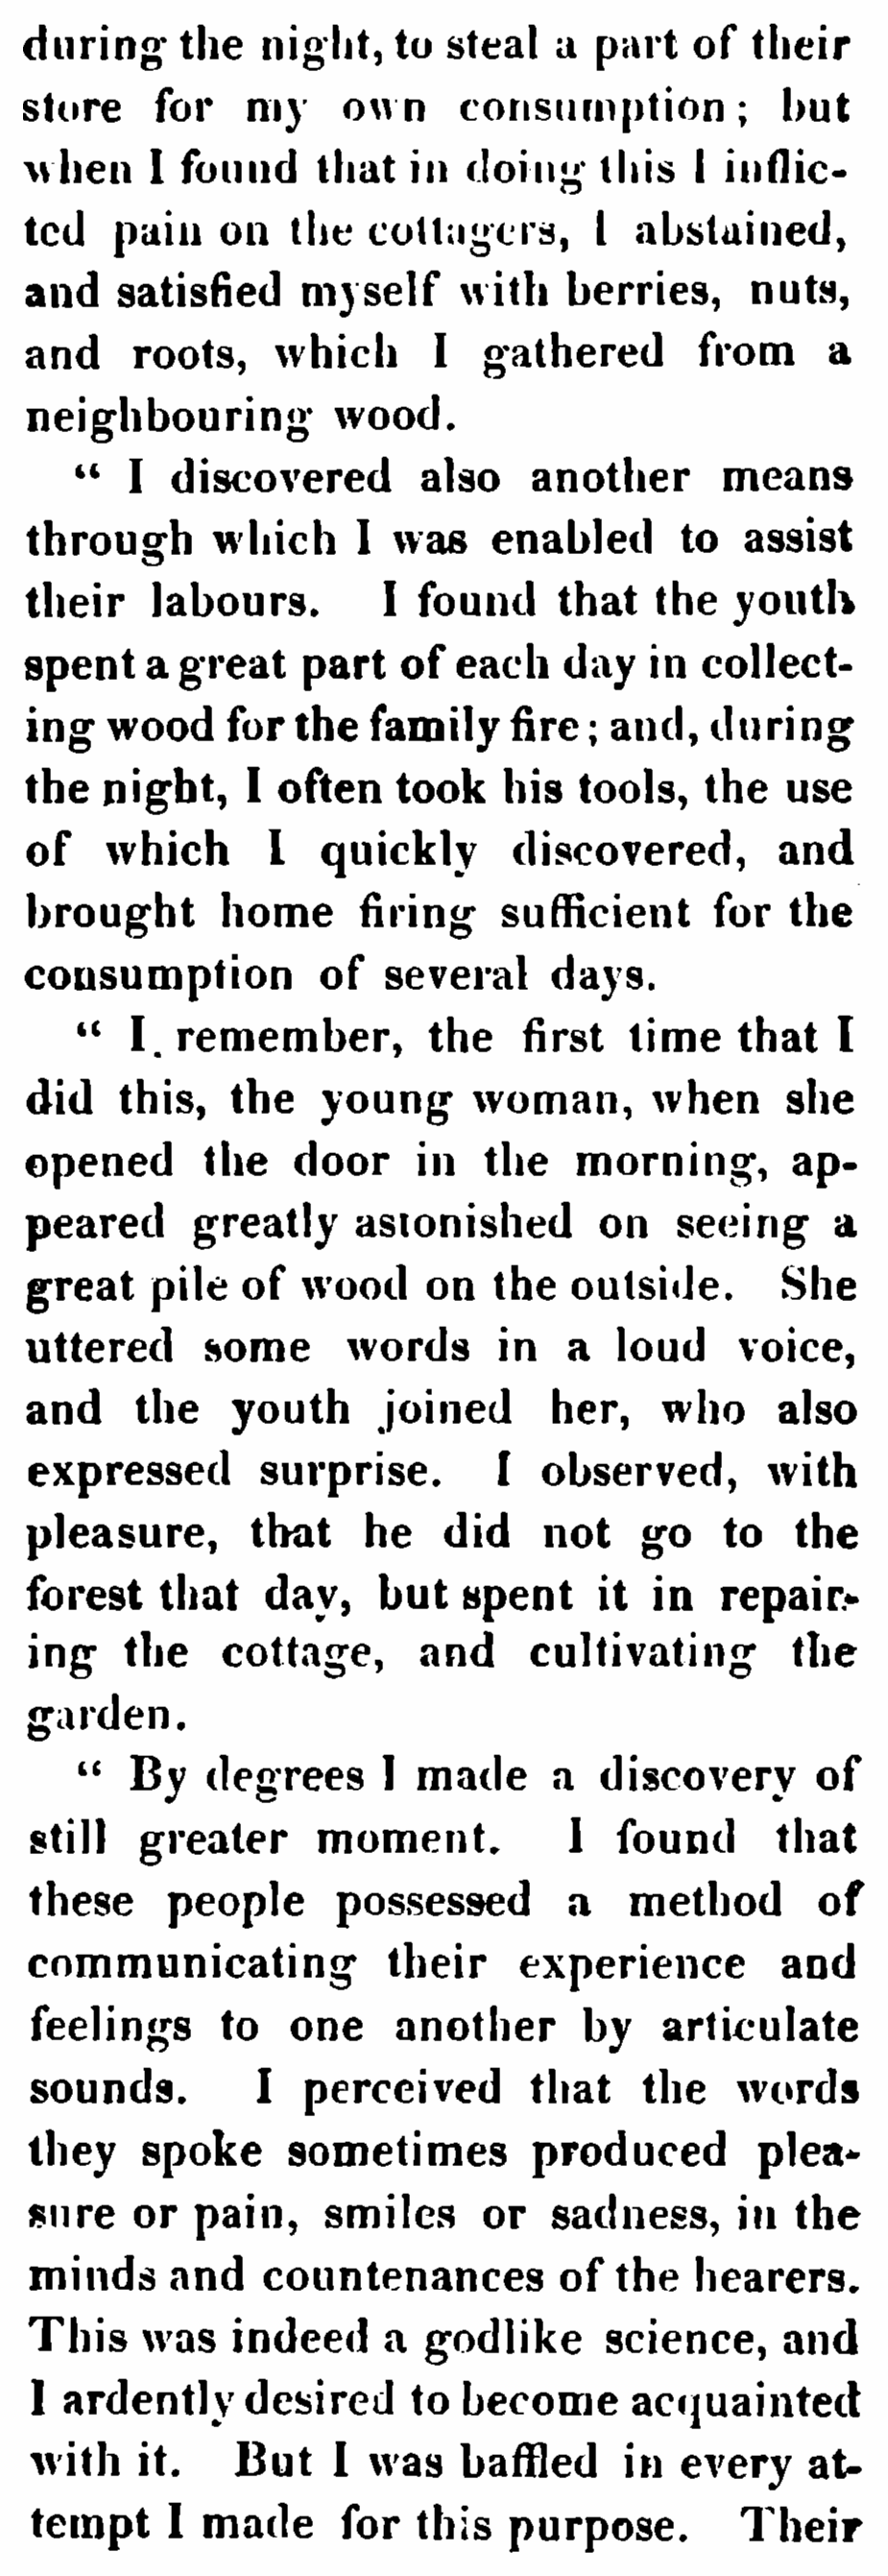 during the night, to steal a part of their
store for my own consumption; but
when I found that in doing this I inflic-
ted pain on the cottagers, I abstained,
and satisfied myself with berries, nuts,
and roots, which I gathered from a
neighbouring wood.
“ I discovered also another means
through which I was enabled to assist
their labours. I found that the youth
spent a great part of each day in collect-
ing wood for the family fire; and, during
the night, I often took his tools, the use
of which I quickly discovered, and
brought home firing sufficient for the
consumption of several days.
“ I remember, the first time that I
did this, the young woman, when she
opened the door in the morning, ap-
peared greatly astonished on seeing a
great pile of wood on the outside. She
uttered some words in a loud voice,
and the youth joined her, who also
expressed surprise. I observed, with
pleasure, that he did not go to the
forest that day, but spent it in repair-
ing the cottage, and cultivating the
garden.
“ By degrees I made a discovery of
still greater moment. I found that
these people possessed a method of
communicating their experience and
feelings to one another by articulate
sounds. I perceived that the words
they spoke sometimes produced plea-
sure or pain, smiles or sadness, in the
minds and countenances of the hearers.
This was indeed a godlike science, and
I ardently desired to become acquainted
with it. But I was baffled in every at-
tempt I made for this purpose. Their